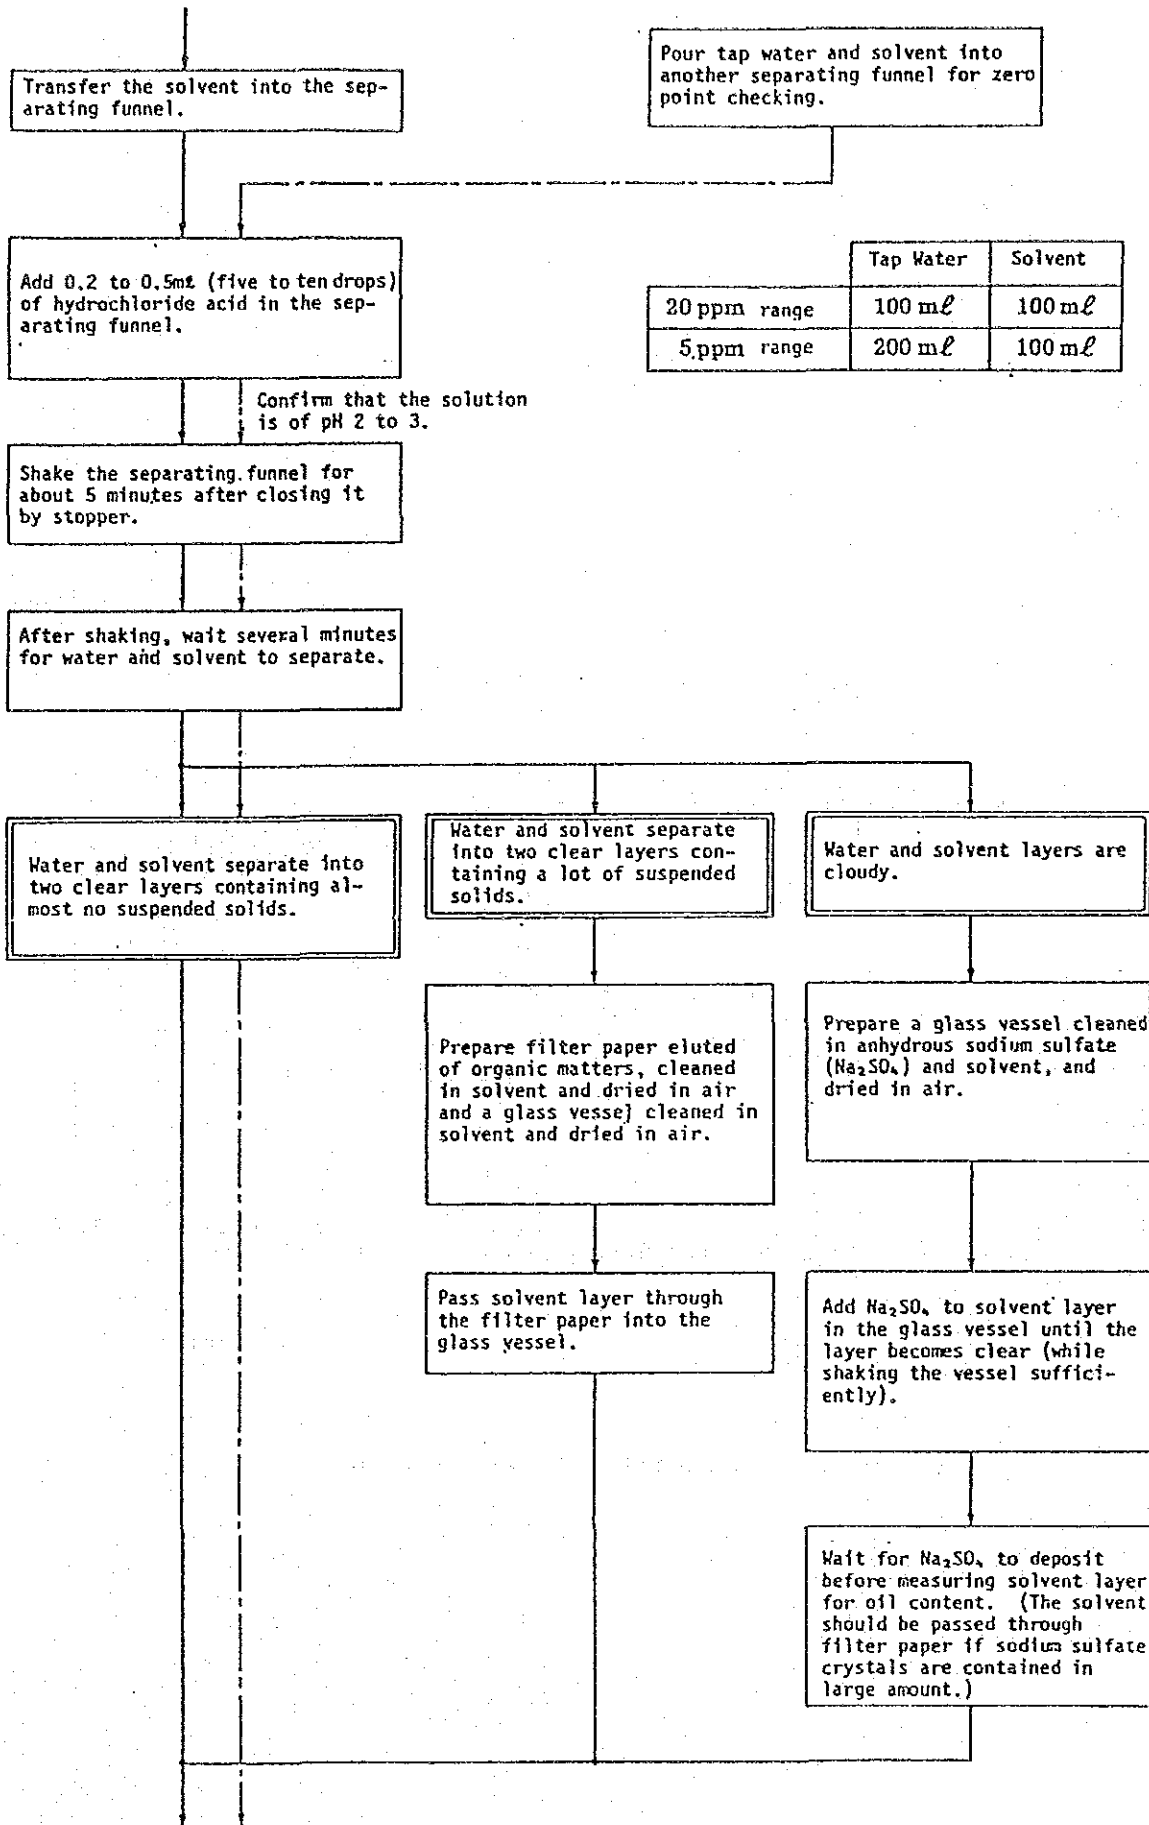 Transfer the solvent into the sep-
arating funnel.
Pour tap water and solvent into
another separating funnel for zero
point checking.
Add 0.2 to 0.5mℓ (five to ten drops)
of hydrochloride acid in the sep-
arating funnel.
Tap Water Solvent
20 ppm range 100 mℓ 100 mℓ
5 ppm range 200 mℓ 100 mℓ
Confirm that the solution
is of pH 2 to 3.
Shake the separating funnel for
about 5 minutes after closing it
by stopper.
After shaking, wait several minutes
for water and solvent to separate.
Water and solvent separate into
two clear layers containing al-
most no suspended solids.
Water and solvent separate
into two clear layers con-
taining a lot of suspended
solids.
Water and solvent layers are
cloudy.
Prepare filter paper eluted
of organic matters, cleaned
in solvent and dried in air
and a glass vessel cleaned in
solvent and dried in air.
Prepare a glass vessel cleaned
in anhydrous sodium sulfate
(Na₂SO₄) and solvent, and
dried in air.
Pass solvent layer through
the filter paper into the
glass vessel.
Add Na₂SO₄ to solvent layer
in the glass vessel until the
layer becomes clear (while
shaking the vessel suffici-
ently).
Wait for Na₂SO₄ to deposit
before measuring solvent layer
for oil content. (The solvent
should be passed through
filter paper if sodium sulfate
crystals are contained in
large amount.)